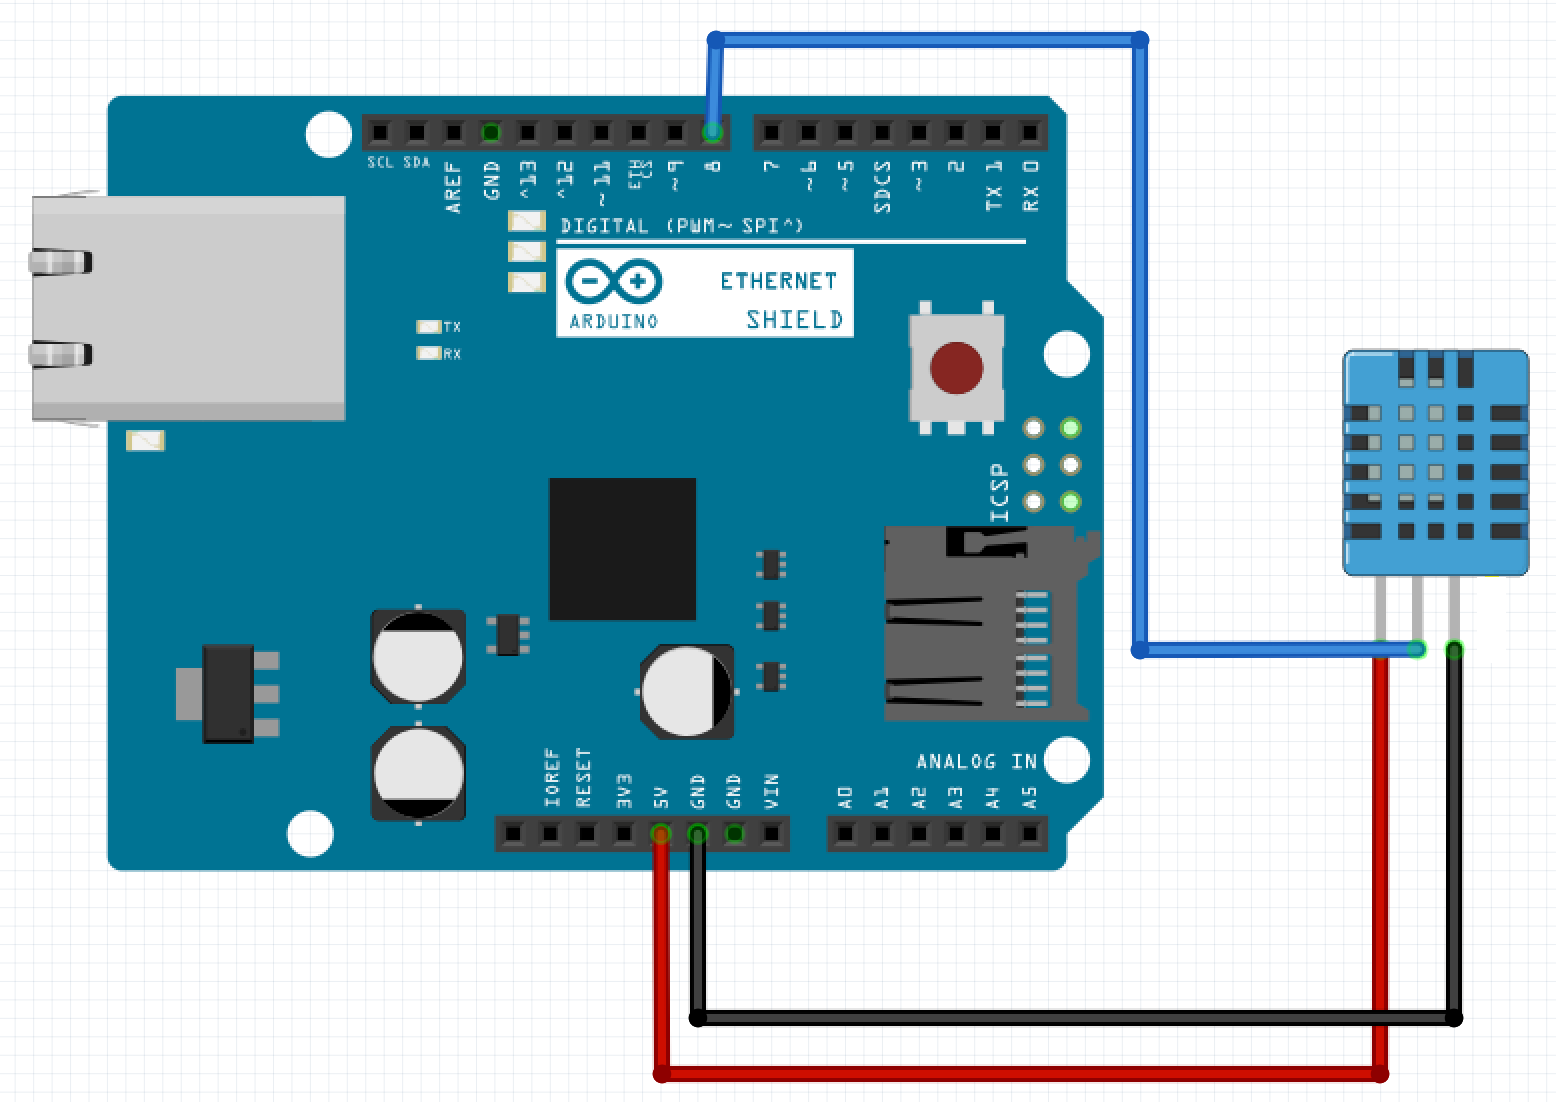 SCL SDA AREF GND ^13 ^12 ~11 ETH CS ~9 8 7 ~6 ~5 SDCS ~3 2 TX 1 RX 0
DIGITAL (PWM~ SPI^)
ETHERNET
ARDUINO SHIELD
TX
RX
ICSP
ANALOG IN
IOREF RESET 3V3 5V GND GND VIN A0 A1 A2 A3 A4 A5